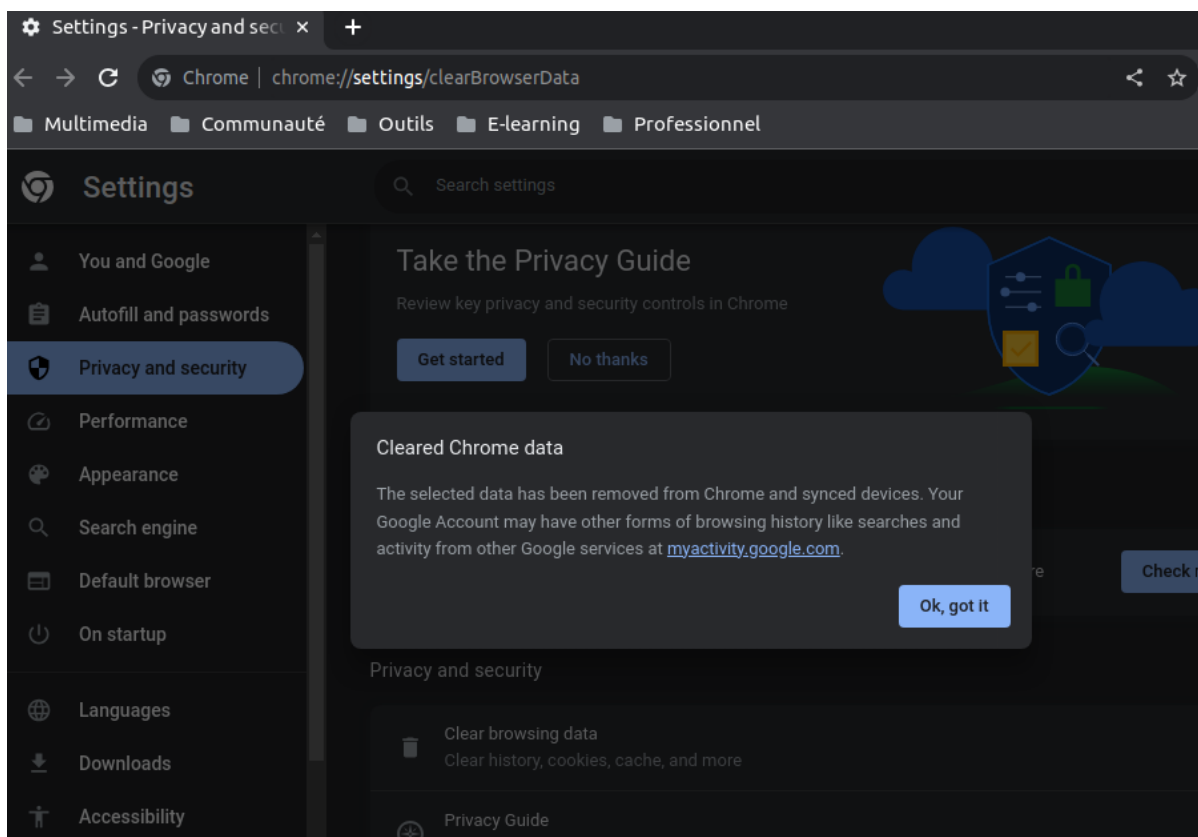 Settings - Privacy and secu
Chrome | chrome://settings/clearBrowserData
Multimedia Communauté Outils E-learning Professionnel
Settings
Search settings
You and Google
Autofill and passwords
Privacy and security
Performance
Appearance
Search engine
Default browser
On startup
Languages
Downloads
Accessibility
Take the Privacy Guide
Review key privacy and security controls in Chrome
Get started No thanks
Cleared Chrome data
The selected data has been removed from Chrome and synced devices. Your
Google Account may have other forms of browsing history like searches and
activity from other Google services at myactivity.google.com.
Ok, got it
Check
Privacy and security
Clear browsing data
Clear history, cookies, cache, and more
Privacy Guide